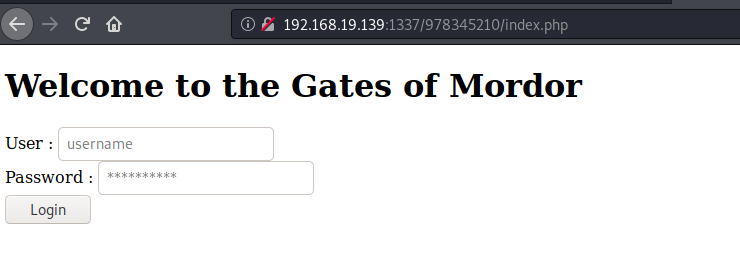 192.168.19.139:1337/978345210/index.php
Welcome to the Gates of Mordor
User : username
Password : **********
Login